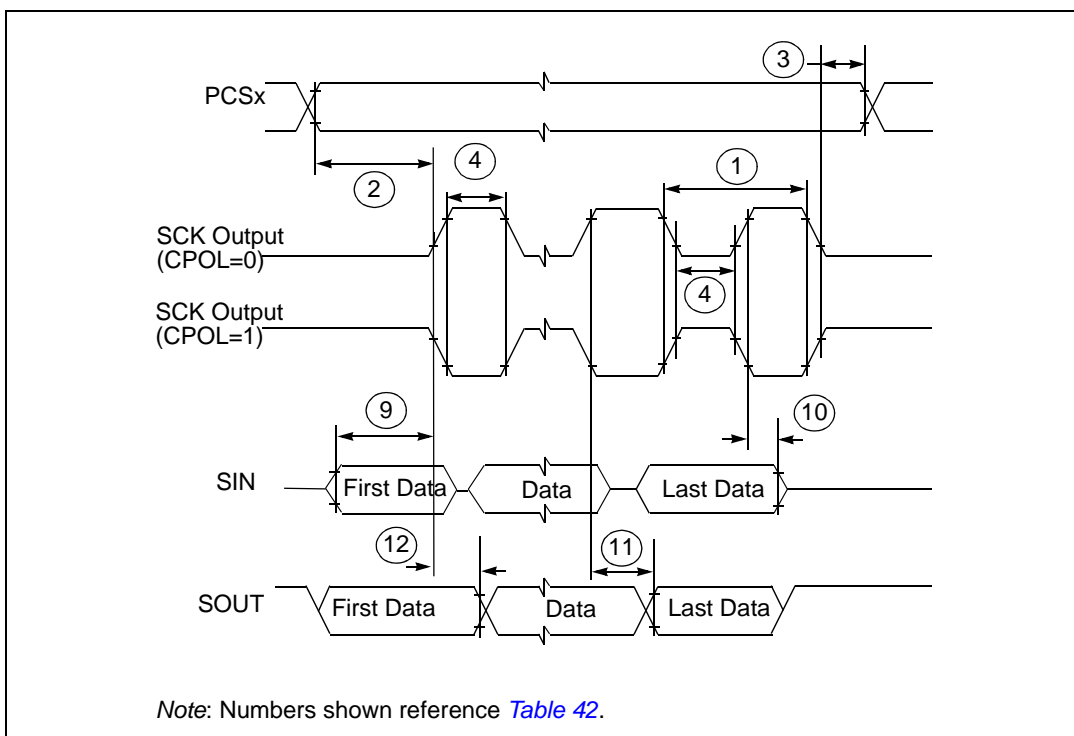 3
PCSx
4
1
2
SCK Output
(CPOL=0)
4
SCK Output
(CPOL=1)
9
10
SIN
First Data
Data
Last Data
12
11
SOUT
First Data
Data
Last Data
Note: Numbers shown reference Table 42.